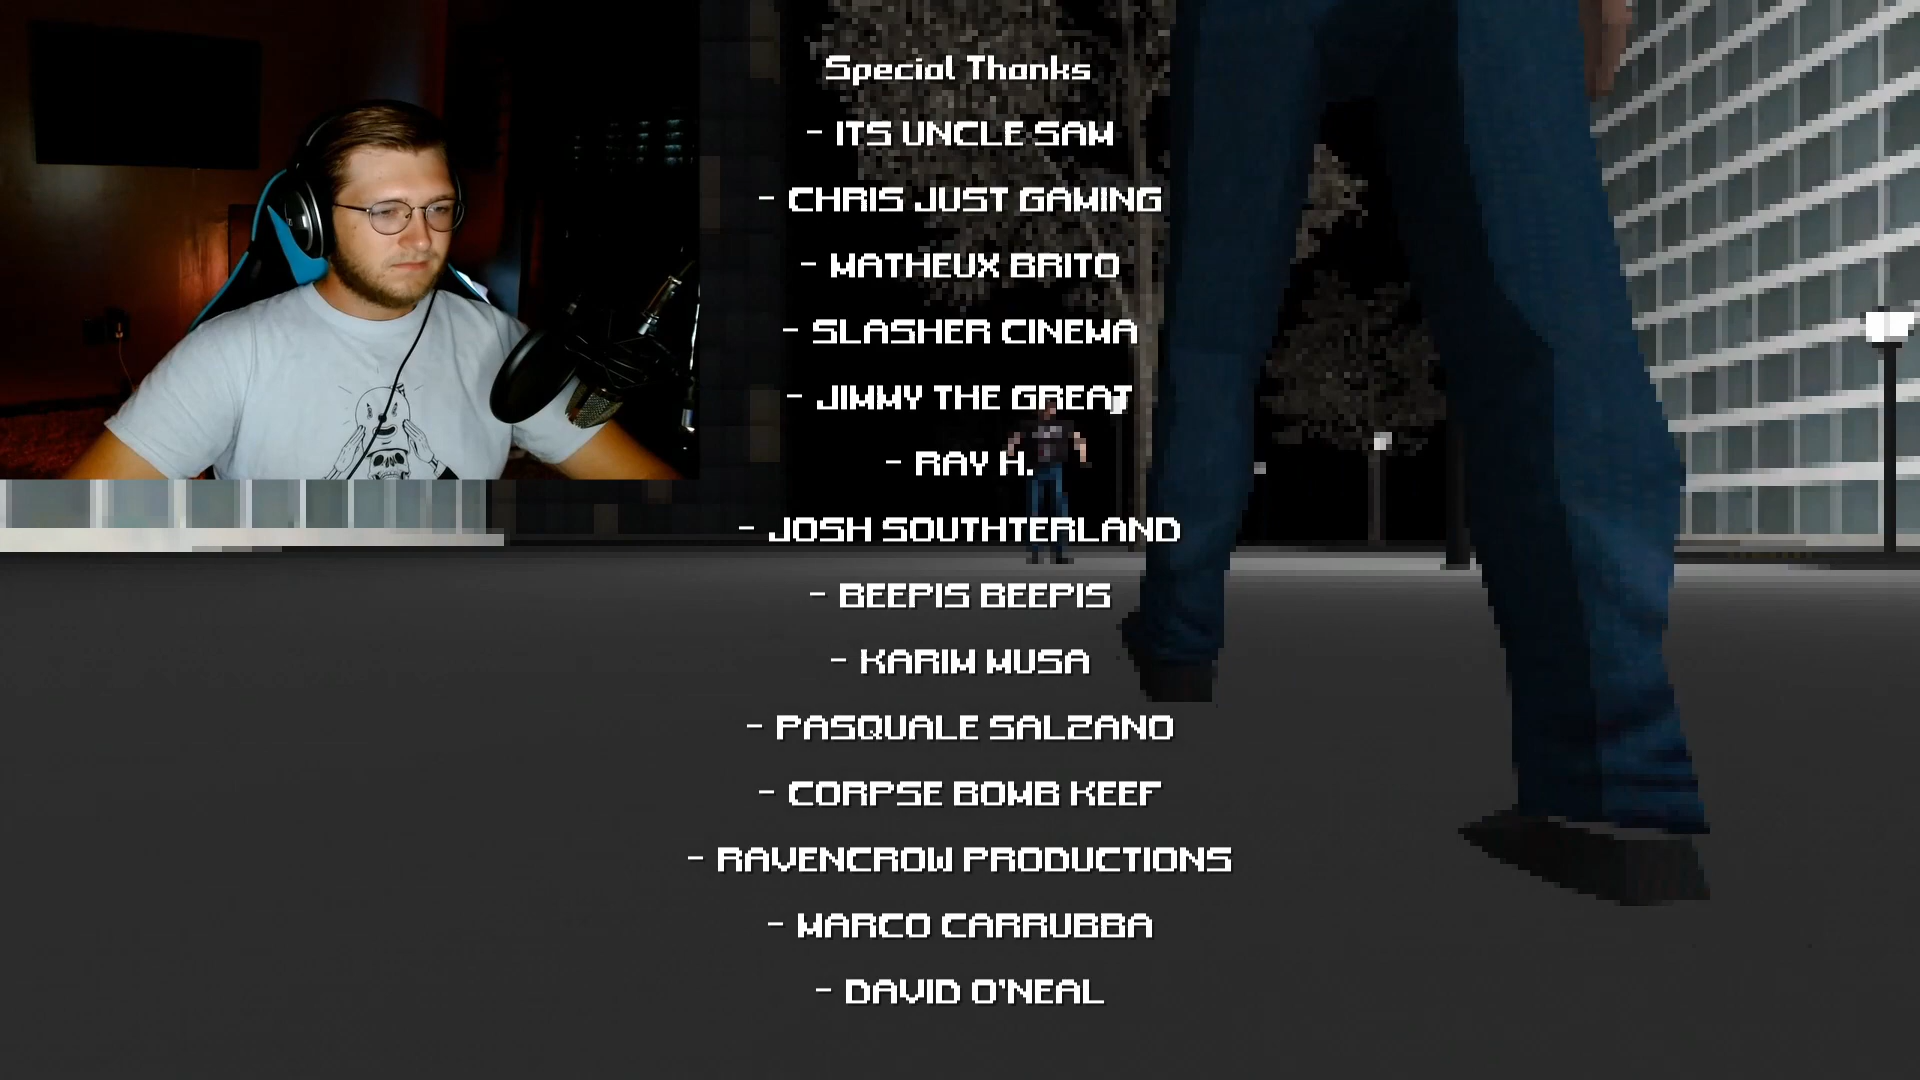 Special Thanks
- ITS UNCLE SAM
- CHRIS JUST GAMING
- MATHEUX BRITO
- SLASHER CINEMA
- JIMMY THE GREAT
- RAY H.
- JOSH SOUTHTERLAND
- BEEPIS BEEPIS
- KARIM MUSA
- PASQUALE SALZANO
- CORPSE BOMB KEEF
- RAVENCROW PRODUCTIONS
- MARCO CARRUBBA
- DAVID O'NEAL